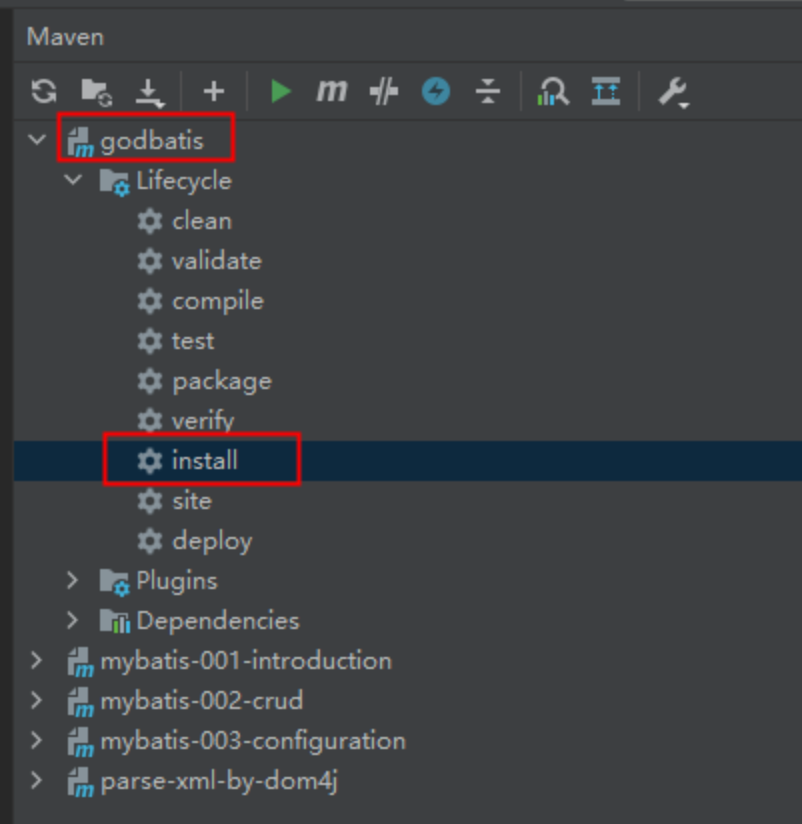 Maven
m
godbatis
Lifecycle
clean
validate
compile
test
package
verify
install
site
deploy
Plugins
Dependencies
mybatis-001-introduction
mybatis-002-crud
mybatis-003-configuration
parse-xml-by-dom4j